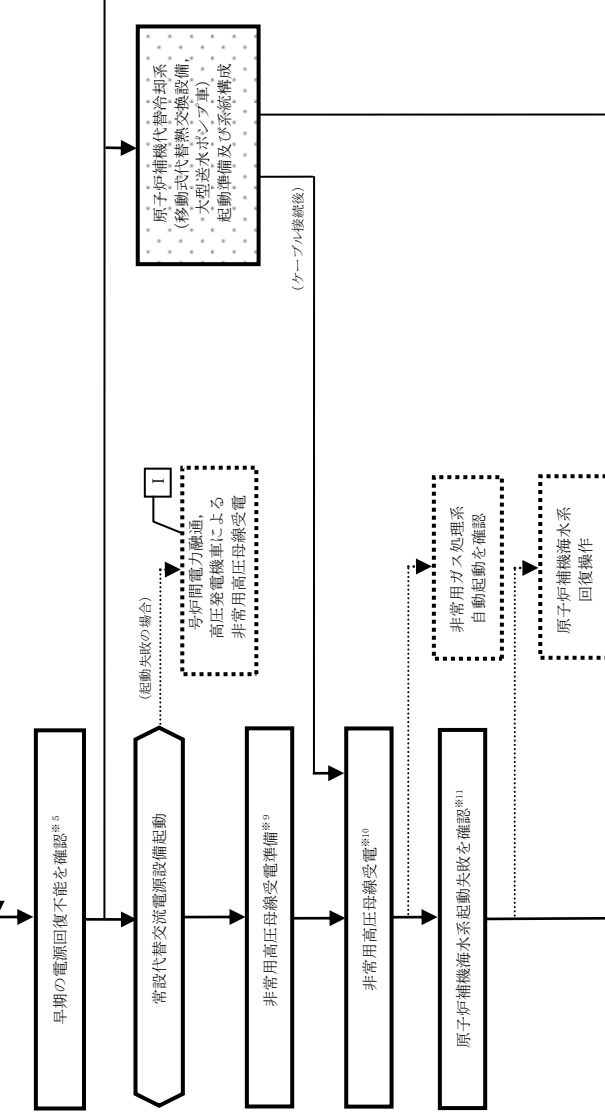 早期の電源回復不能を確認※5
常設代替交流電源設備起動
(起動失敗の場合)
I
号炉間電力融通,
高圧発電機車による
非常用高圧母線受電
原子炉補機代替冷却系
(移動式代替熱交換設備,
大型送水ポンプ車)
起動準備及び系統構成
(ケーブル接続後)
非常用高圧母線受電準備※9
非常用高圧母線受電※10
非常用ガス処理系
自動起動を確認
原子炉補機海水系起動失敗を確認※11
原子炉補機海水系
回復操作